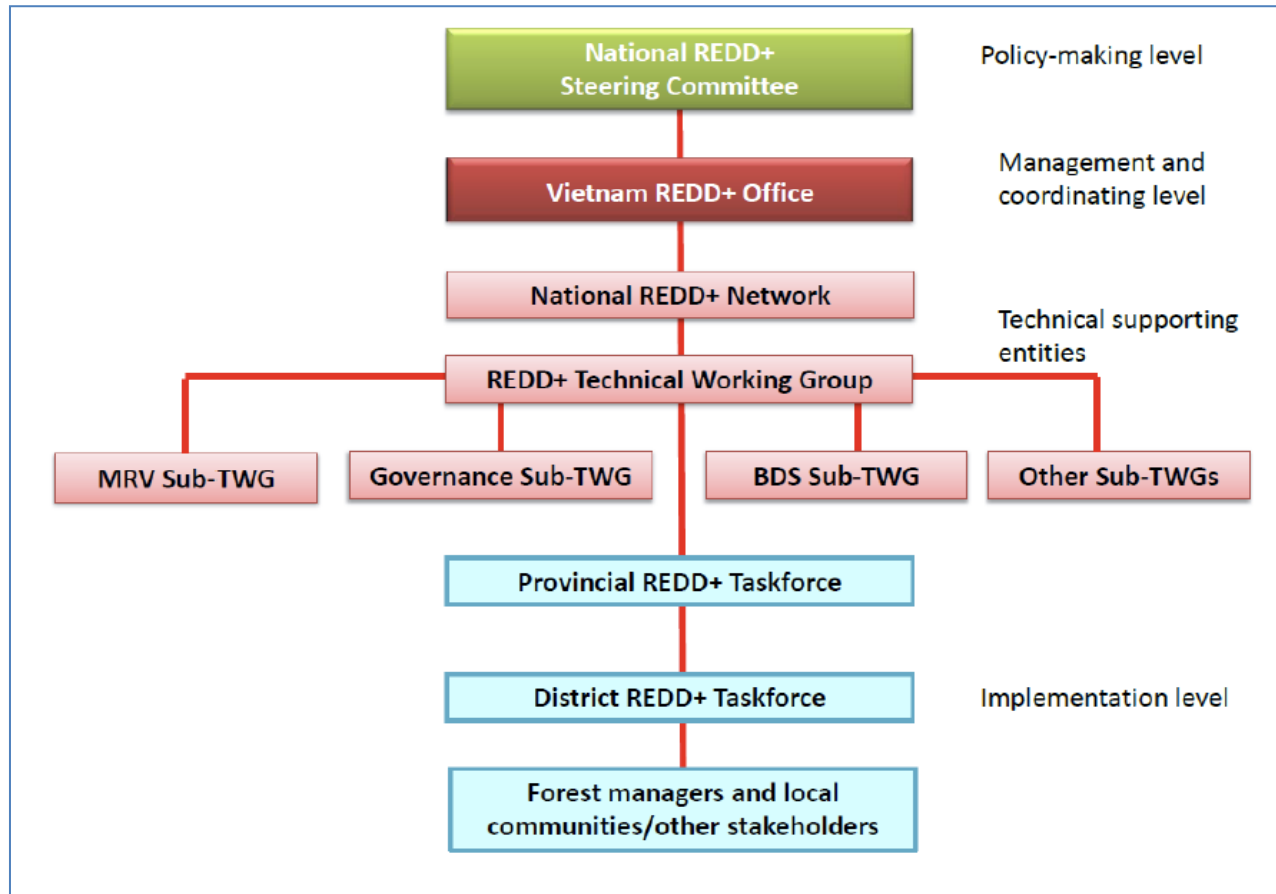 National REDD+
Steering Committee
Policy-making level
Vietnam REDD+ Office
Management and
coordinating level
National REDD+ Network
Technical supporting
entities
REDD+ Technical Working Group
MRV Sub-TWG
Governance Sub-TWG
BDS Sub-TWG
Other Sub-TWGs
Provincial REDD+ Taskforce
District REDD+ Taskforce
Implementation level
Forest managers and local
communities/other stakeholders